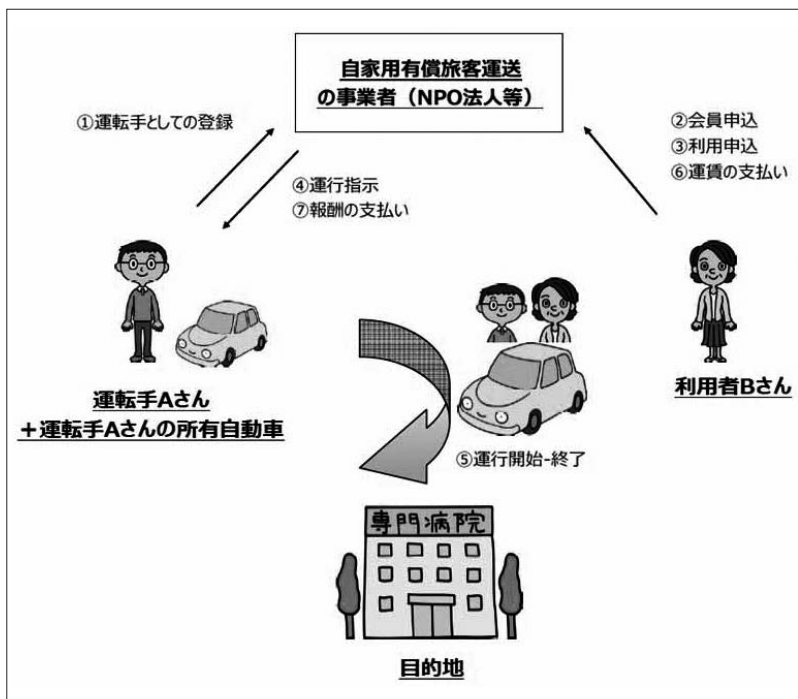 自家用有償旅客運送
の事業者（NPO法人等）
①運転手としての登録
②会員申込
③利用申込
⑥運賃の支払い
④運行指示
⑦報酬の支払い
運転手Aさん
＋運転手Aさんの所有自動車
利用者Bさん
⑤運行開始-終了
専門病院
目的地